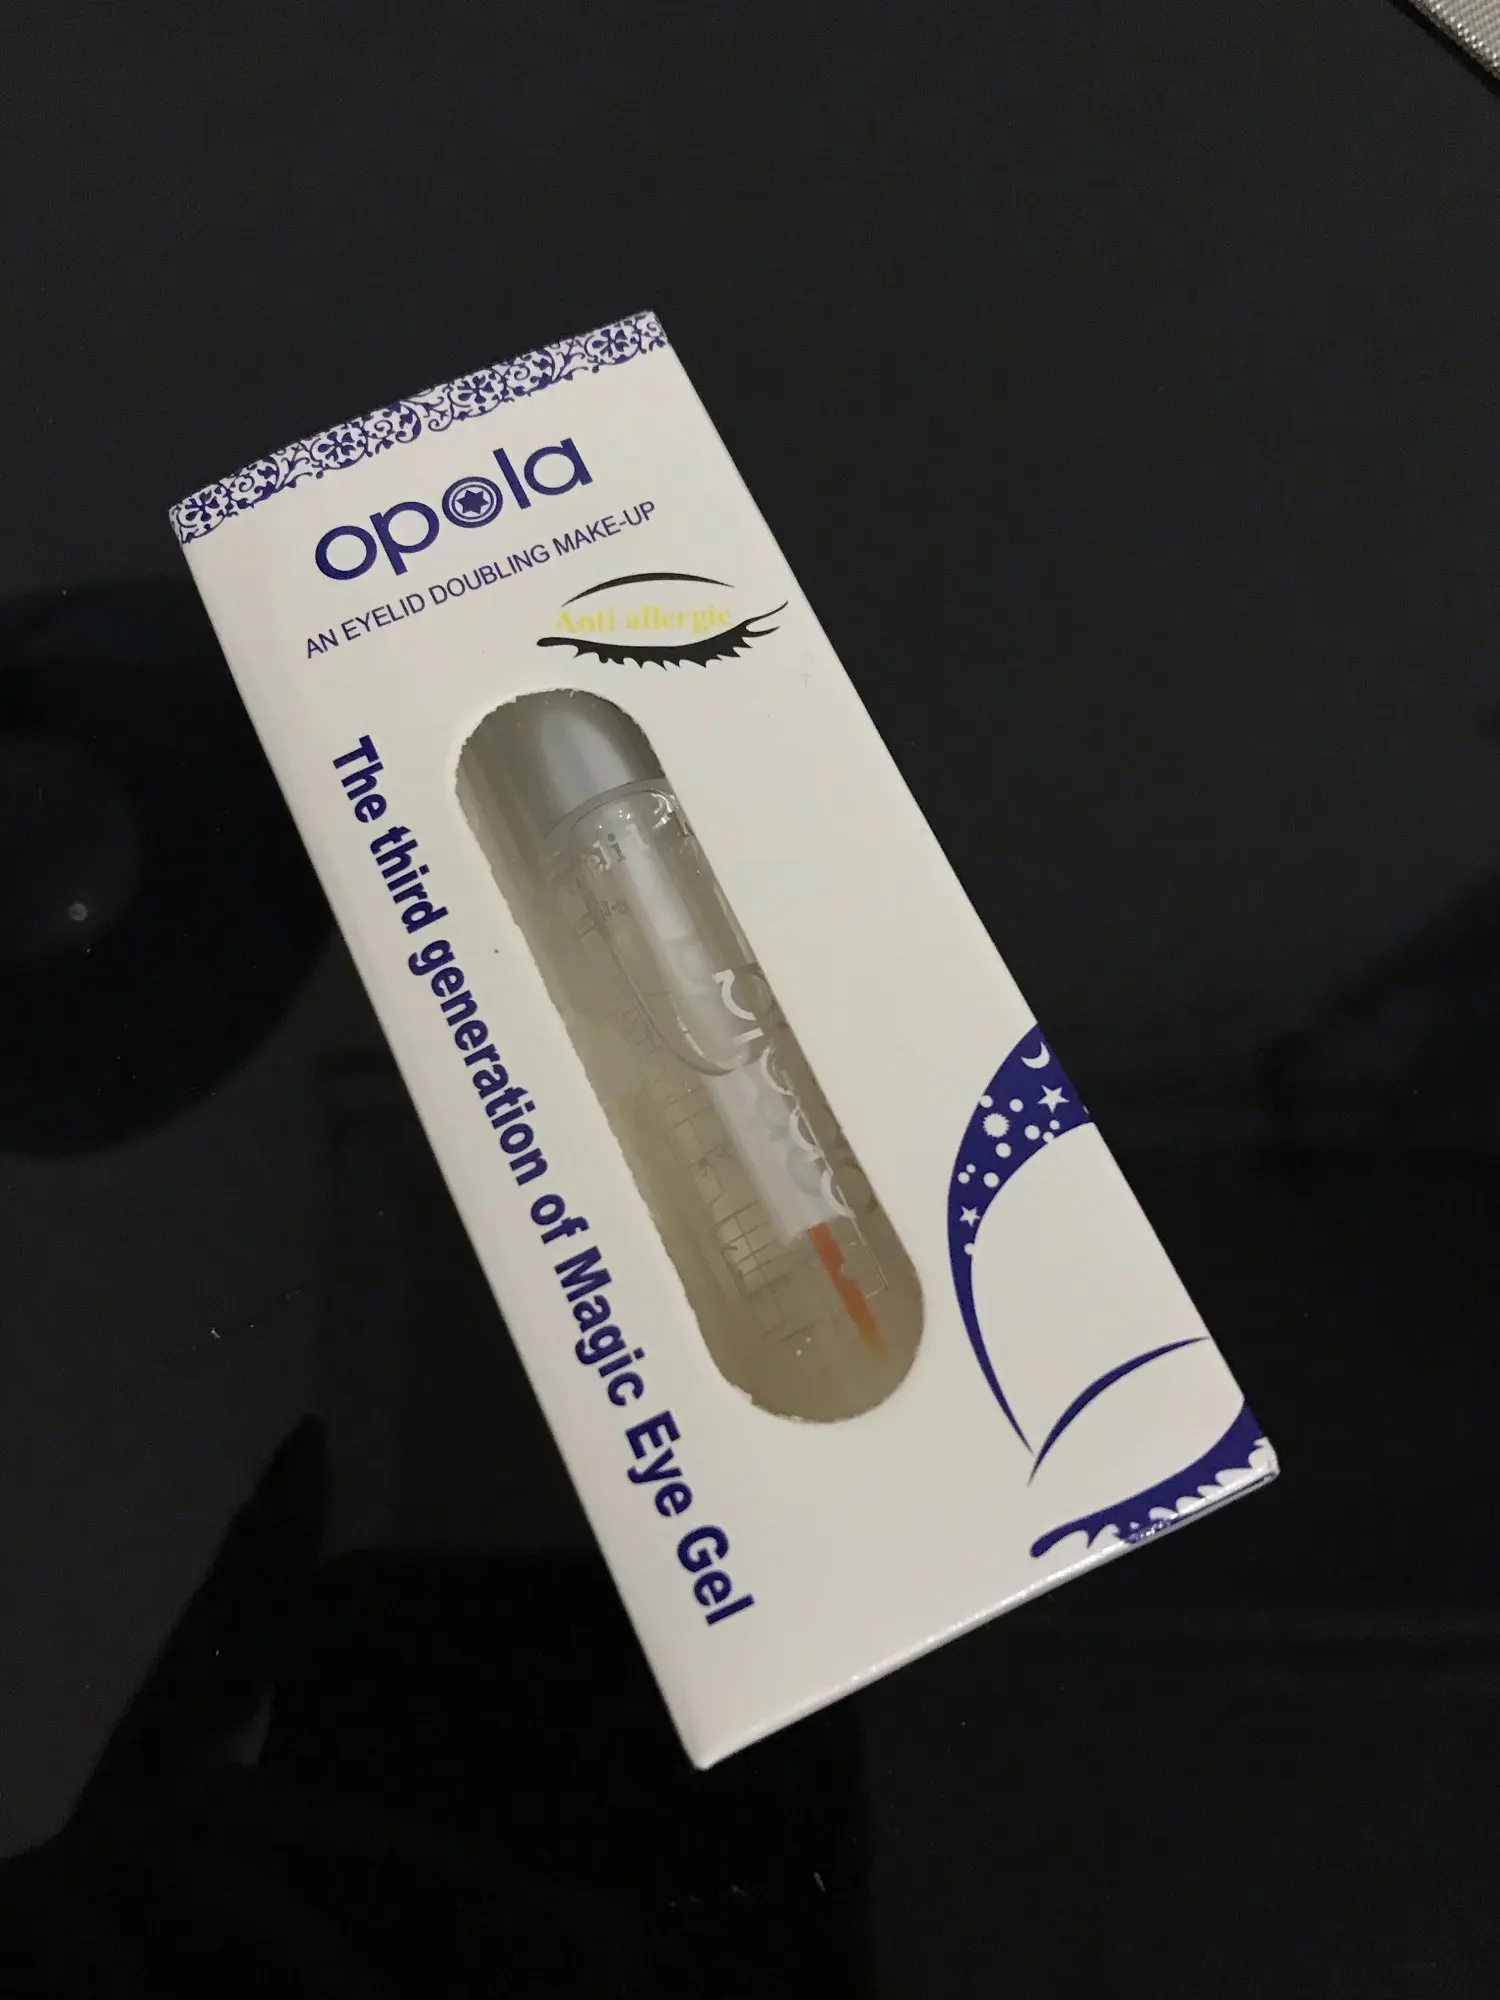 opola
AN EYELID DOUBLING MAKE-UP
Anti allergic
The third generation of Magic Eye Gel